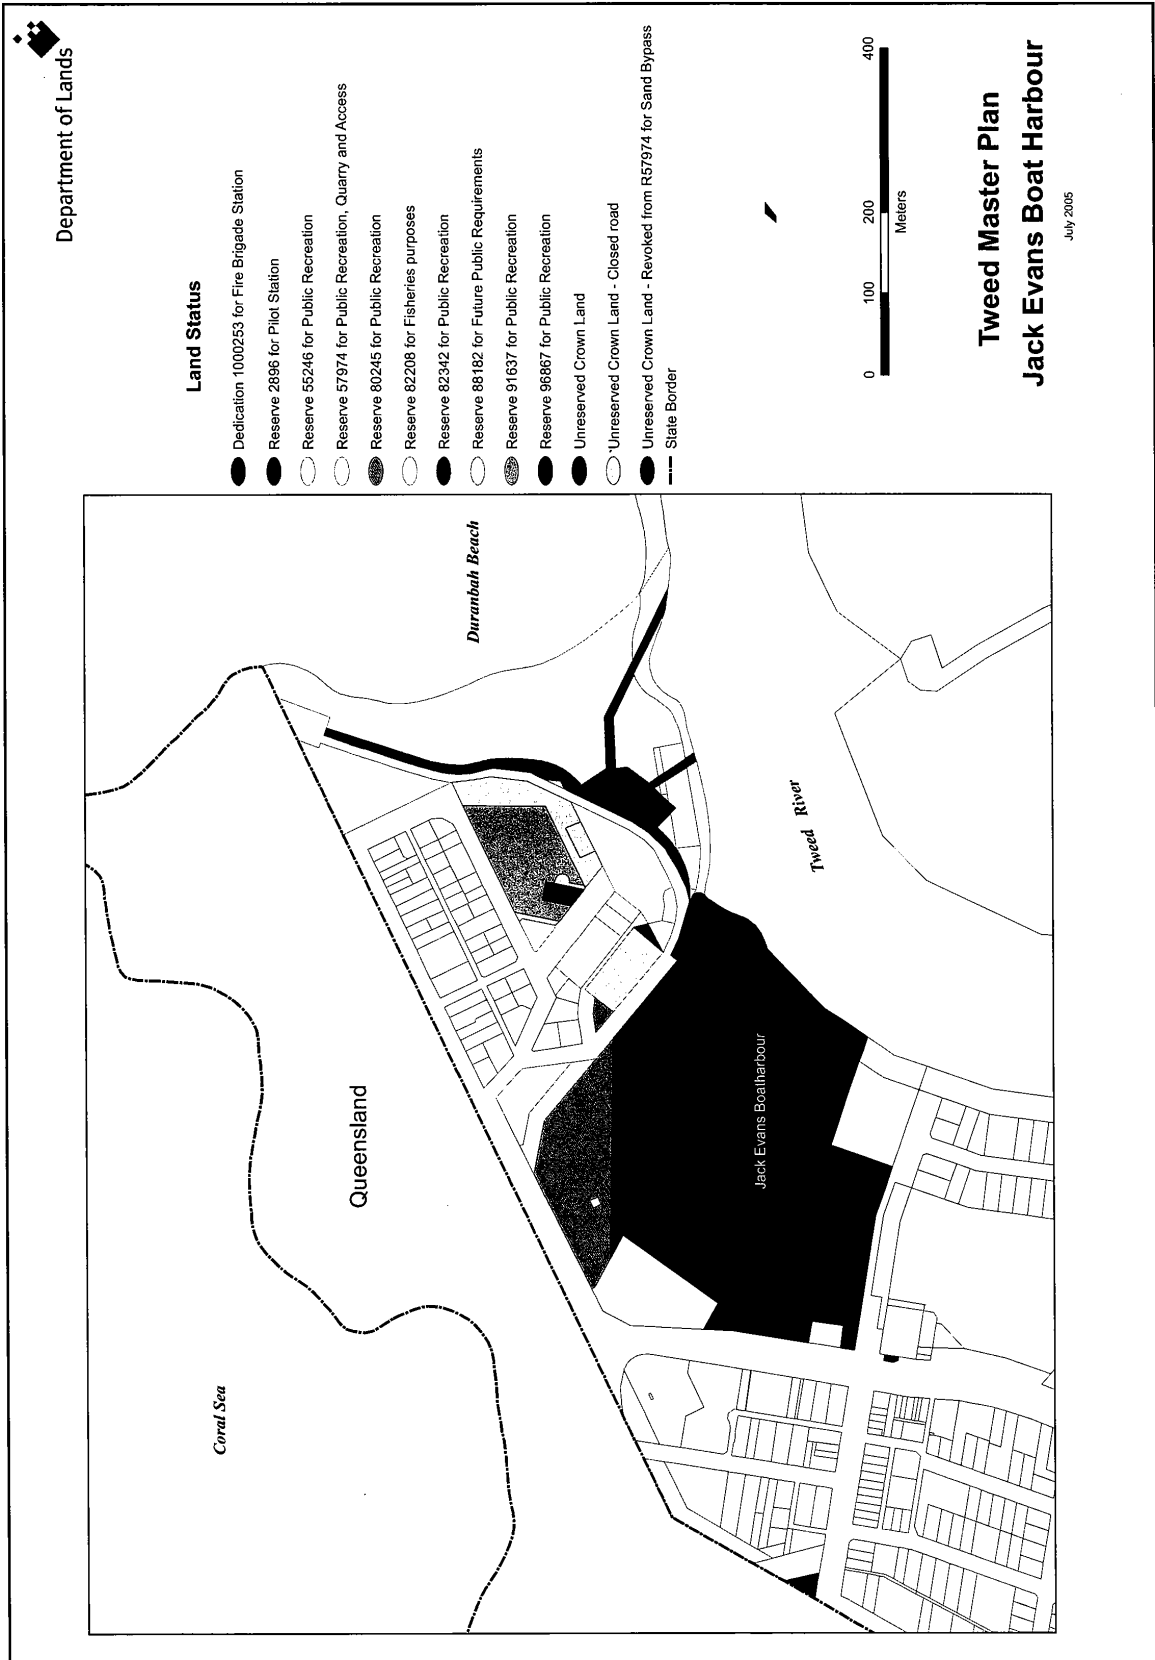 Department of Lands
Land Status
Dedication 1000253 for Fire Brigade Station
Reserve 2896 for Pilot Station
Reserve 55246 for Public Recreation
Reserve 57974 for Public Recreation, Quarry and Access
Reserve 80245 for Public Recreation
Reserve 82208 for Fisheries purposes
Reserve 82342 for Public Recreation
Reserve 88182 for Future Public Requirements
Reserve 91637 for Public Recreation
Reserve 96867 for Public Recreation
Unreserved Crown Land
Unreserved Crown Land - Closed road
Unreserved Crown Land - Revoked from R57974 for Sand Bypass
State Border
0 100 200 400
Meters
Tweed Master Plan
Jack Evans Boat Harbour
July 2005
Coral Sea
Queensland
Duranbah Beach
Jack Evans Boatharbour
Tweed River